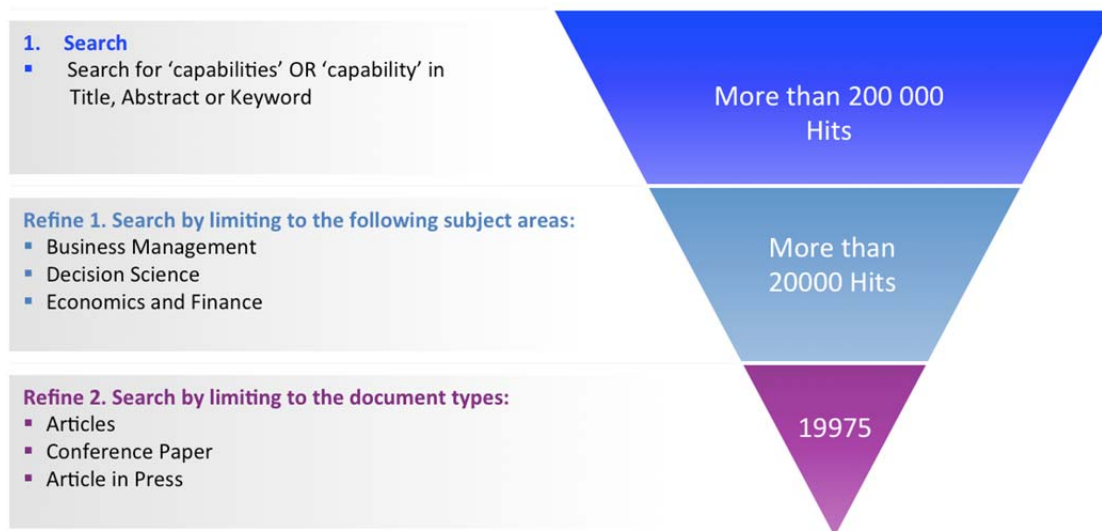 1. Search
▪ Search for ‘capabilities’ OR ‘capability’ in
Title, Abstract or Keyword
More than 200 000
Hits
Refine 1. Search by limiting to the following subject areas:
▪ Business Management
▪ Decision Science
▪ Economics and Finance
More than
20000 Hits
Refine 2. Search by limiting to the document types:
▪ Articles
▪ Conference Paper
▪ Article in Press
19975